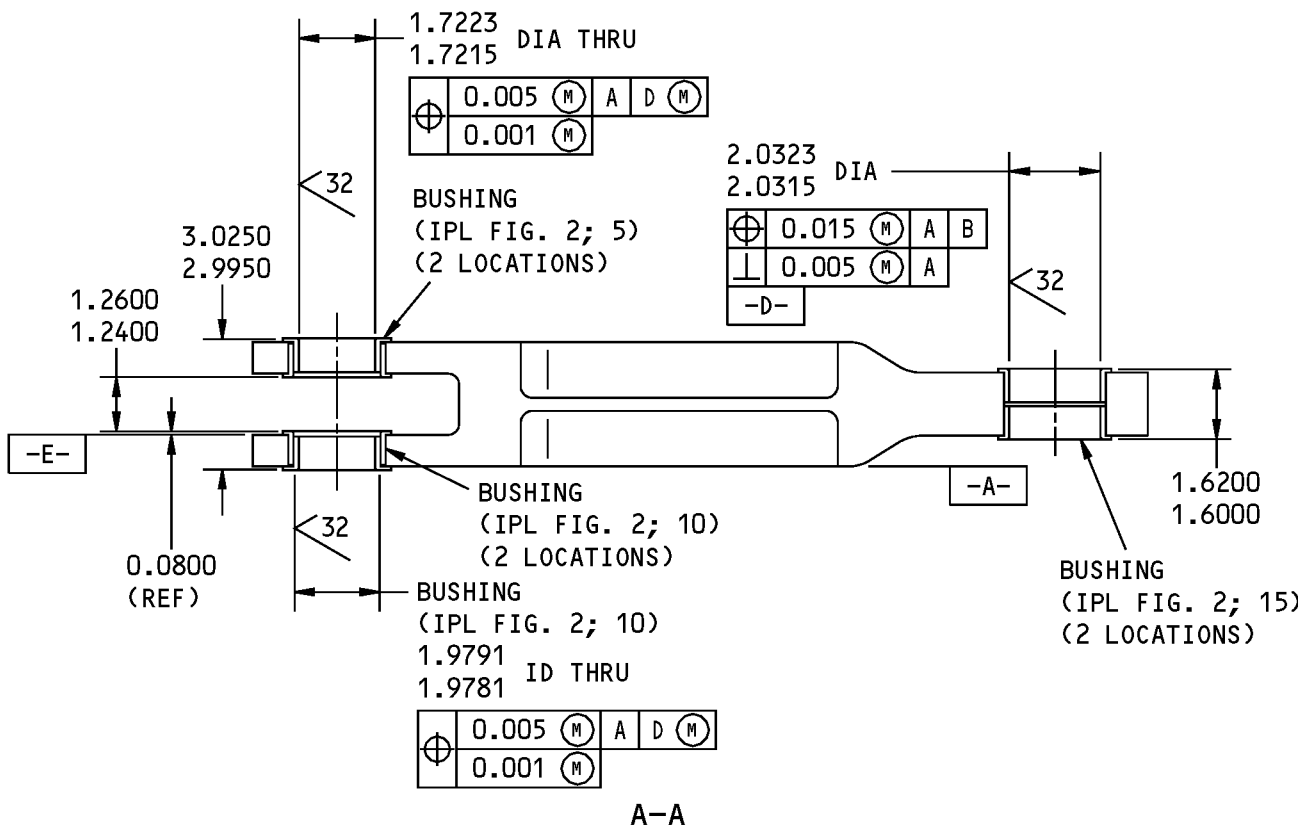 1.7223
1.7215
DIA THRU
⌖ 0.005 Ⓜ A D Ⓜ
0.001 Ⓜ
32
BUSHING
(IPL FIG. 2; 5)
(2 LOCATIONS)
2.0323
2.0315
DIA
⌖ 0.015 Ⓜ A B
⊥ 0.005 Ⓜ A
-D-
32
3.0250
2.9950
1.2600
1.2400
-E-
0.0800
(REF)
32
BUSHING
(IPL FIG. 2; 10)
(2 LOCATIONS)
-A-
1.6200
1.6000
BUSHING
(IPL FIG. 2; 15)
(2 LOCATIONS)
BUSHING
(IPL FIG. 2; 10)
1.9791
1.9781
ID THRU
⌖ 0.005 Ⓜ A D Ⓜ
0.001 Ⓜ
A-A